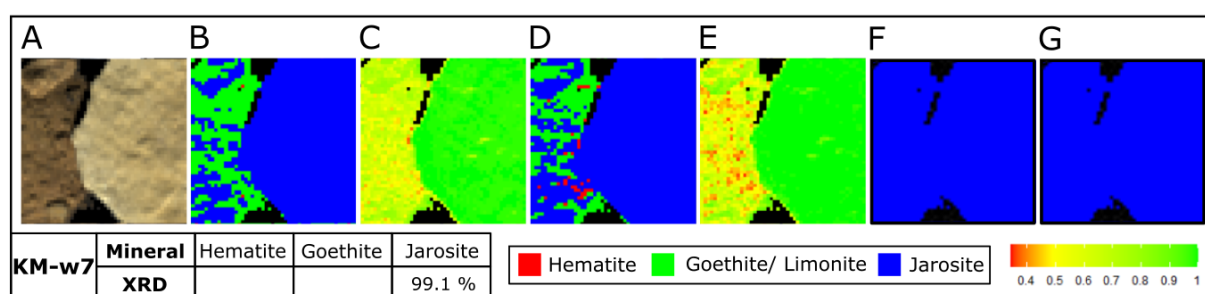 A B C D E F G
KM-w7 Mineral Hematite Goethite Jarosite
XRD 99.1 %
Hematite Goethite/ Limonite Jarosite
0.4 0.5 0.6 0.7 0.8 0.9 1